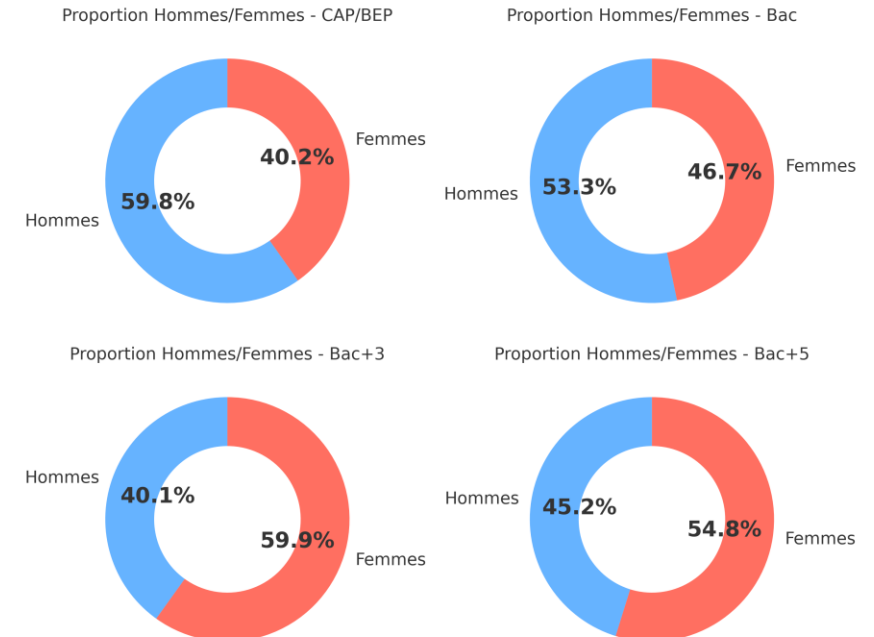 Proportion Hommes/Femmes - CAP/BEP
Femmes
40.2%
59.8%
Hommes
Proportion Hommes/Femmes - Bac
Femmes
46.7%
53.3%
Hommes
Proportion Hommes/Femmes - Bac+3
Hommes
40.1%
59.9%
Femmes
Proportion Hommes/Femmes - Bac+5
Hommes
45.2%
54.8%
Femmes